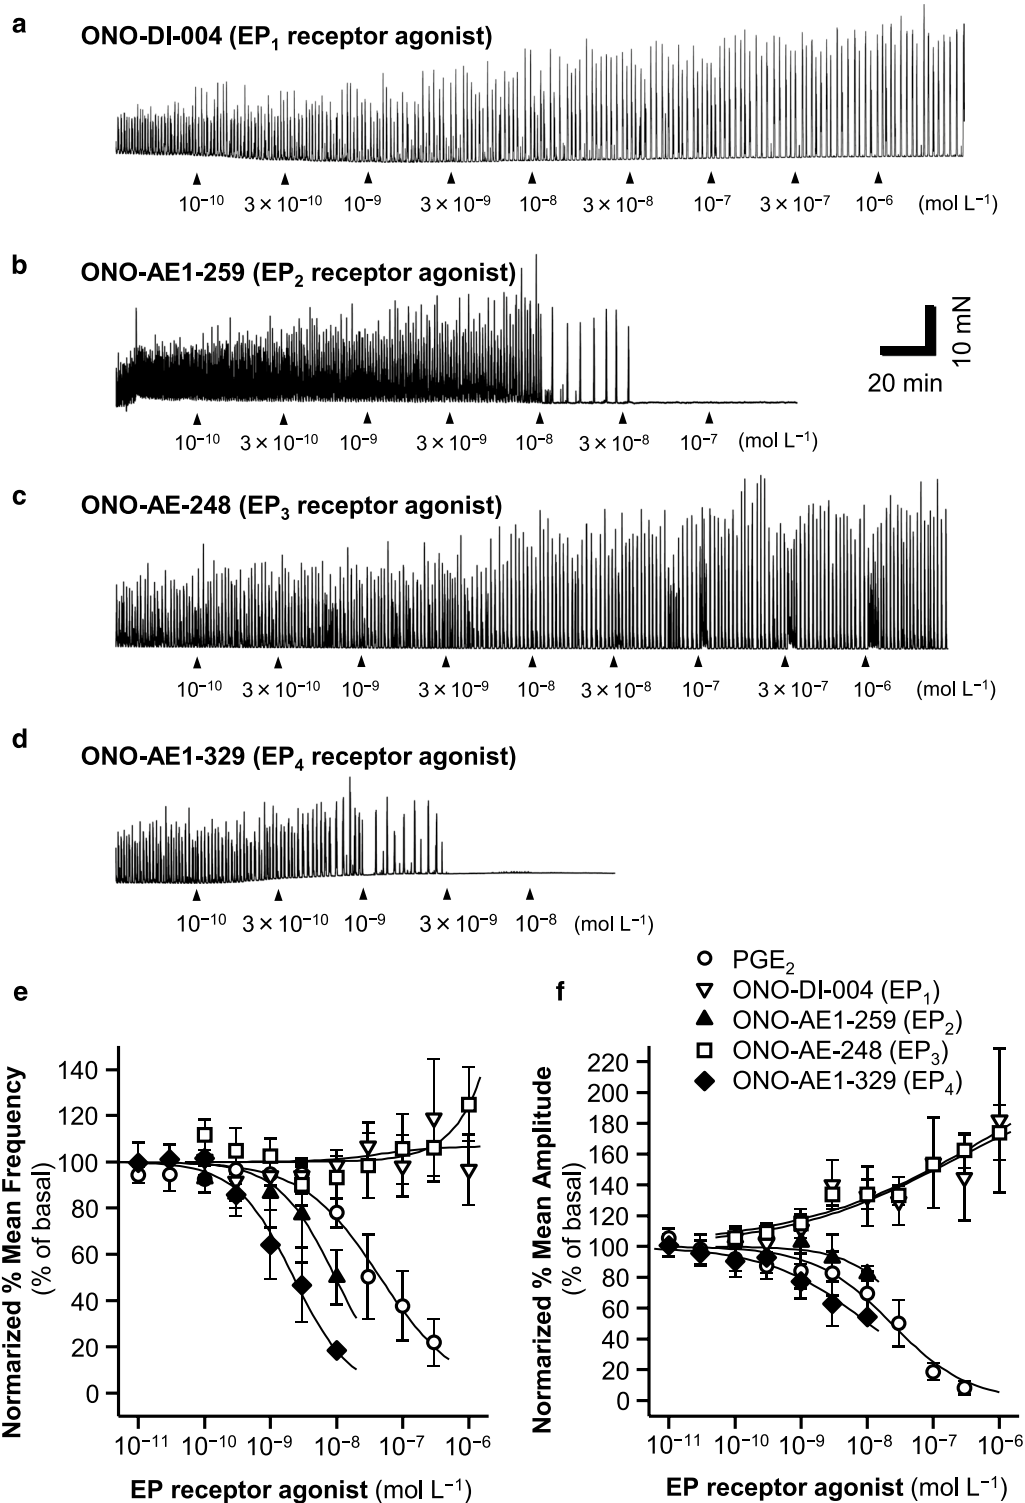 a
ONO-DI-004 (EP₁ receptor agonist)
10⁻¹⁰ 3 × 10⁻¹⁰ 10⁻⁹ 3 × 10⁻⁹ 10⁻⁸ 3 × 10⁻⁸ 10⁻⁷ 3 × 10⁻⁷ 10⁻⁶ (mol L⁻¹)
b
ONO-AE1-259 (EP₂ receptor agonist)
10 mN
20 min
10⁻¹⁰ 3 × 10⁻¹⁰ 10⁻⁹ 3 × 10⁻⁹ 10⁻⁸ 3 × 10⁻⁸ 10⁻⁷ (mol L⁻¹)
c
ONO-AE-248 (EP₃ receptor agonist)
10⁻¹⁰ 3 × 10⁻¹⁰ 10⁻⁹ 3 × 10⁻⁹ 10⁻⁸ 3 × 10⁻⁸ 10⁻⁷ 3 × 10⁻⁷ 10⁻⁶ (mol L⁻¹)
d
ONO-AE1-329 (EP₄ receptor agonist)
10⁻¹⁰ 3 × 10⁻¹⁰ 10⁻⁹ 3 × 10⁻⁹ 10⁻⁸ (mol L⁻¹)
PGE₂
ONO-DI-004 (EP₁)
ONO-AE1-259 (EP₂)
ONO-AE-248 (EP₃)
ONO-AE1-329 (EP₄)
e
Normarized % Mean Frequency
(% of basal)
140
120
100
80
60
40
20
0
10⁻¹¹ 10⁻¹⁰ 10⁻⁹ 10⁻⁸ 10⁻⁷ 10⁻⁶
EP receptor agonist (mol L⁻¹)
f
Normarized % Mean Amplitude
(% of basal)
220
200
180
160
140
120
100
80
60
40
20
0
10⁻¹¹ 10⁻¹⁰ 10⁻⁹ 10⁻⁸ 10⁻⁷ 10⁻⁶
EP receptor agonist (mol L⁻¹)